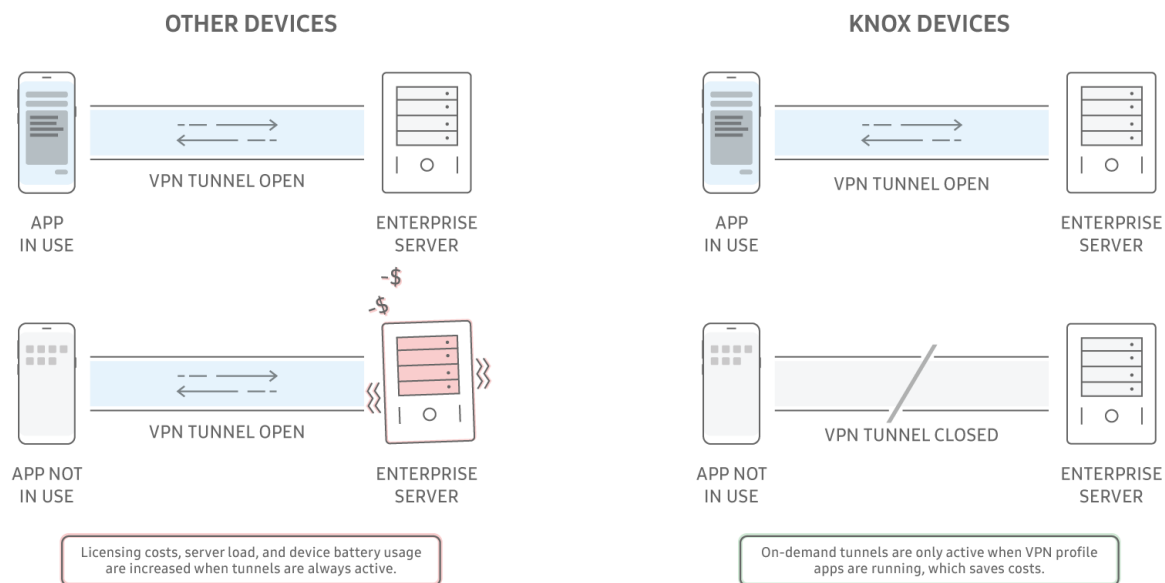 OTHER DEVICES
KNOX DEVICES
VPN TUNNEL OPEN
APP
IN USE
ENTERPRISE
SERVER
VPN TUNNEL OPEN
APP
IN USE
ENTERPRISE
SERVER
-$
-$
VPN TUNNEL OPEN
APP NOT
IN USE
ENTERPRISE
SERVER
VPN TUNNEL CLOSED
APP NOT
IN USE
ENTERPRISE
SERVER
Licensing costs, server load, and device battery usage
are increased when tunnels are always active.
On-demand tunnels are only active when VPN profile
apps are running, which saves costs.